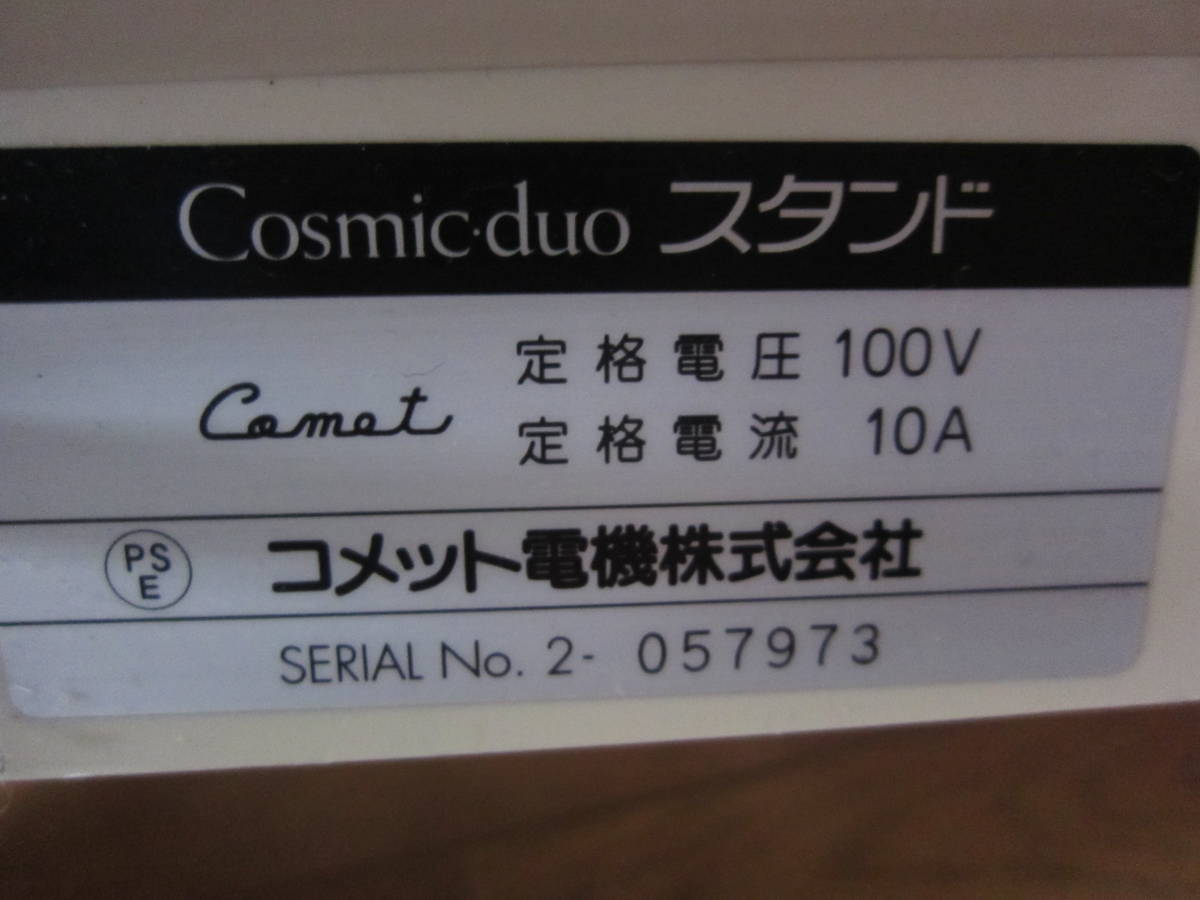 Cosmic·duo スタンド
Comet
定格電圧 100V
定格電流 10A
PS
E
コメット電機株式会社
SERIAL No. 2- 057973